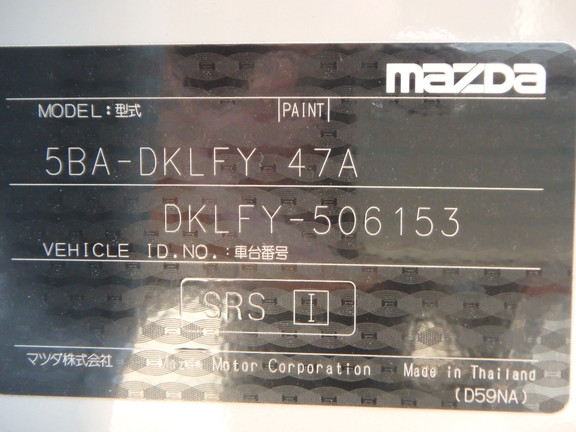 mazda
MODEL:型式 PAINT
5BA-DKLFY 47A
DKLFY-506153
VEHICLE ID.NO.:車台番号
SRS I
マツダ株式会社 Mazda Motor Corporation Made in Thailand
(D59NA)